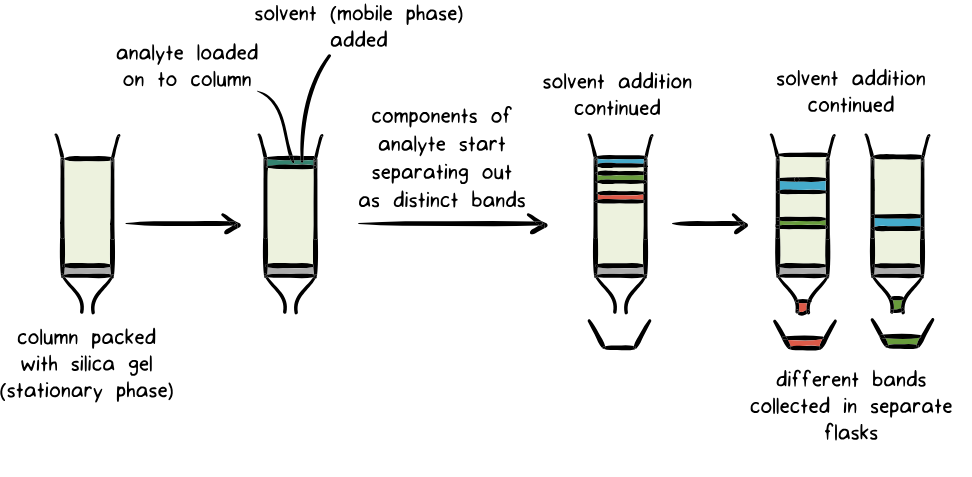 solvent (mobile phase)
added
analyte loaded
on to column
components of
analyte start
separating out
as distinct bands
solvent addition
continued
solvent addition
continued
column packed
with silica gel
(stationary phase)
different bands
collected in separate
flasks